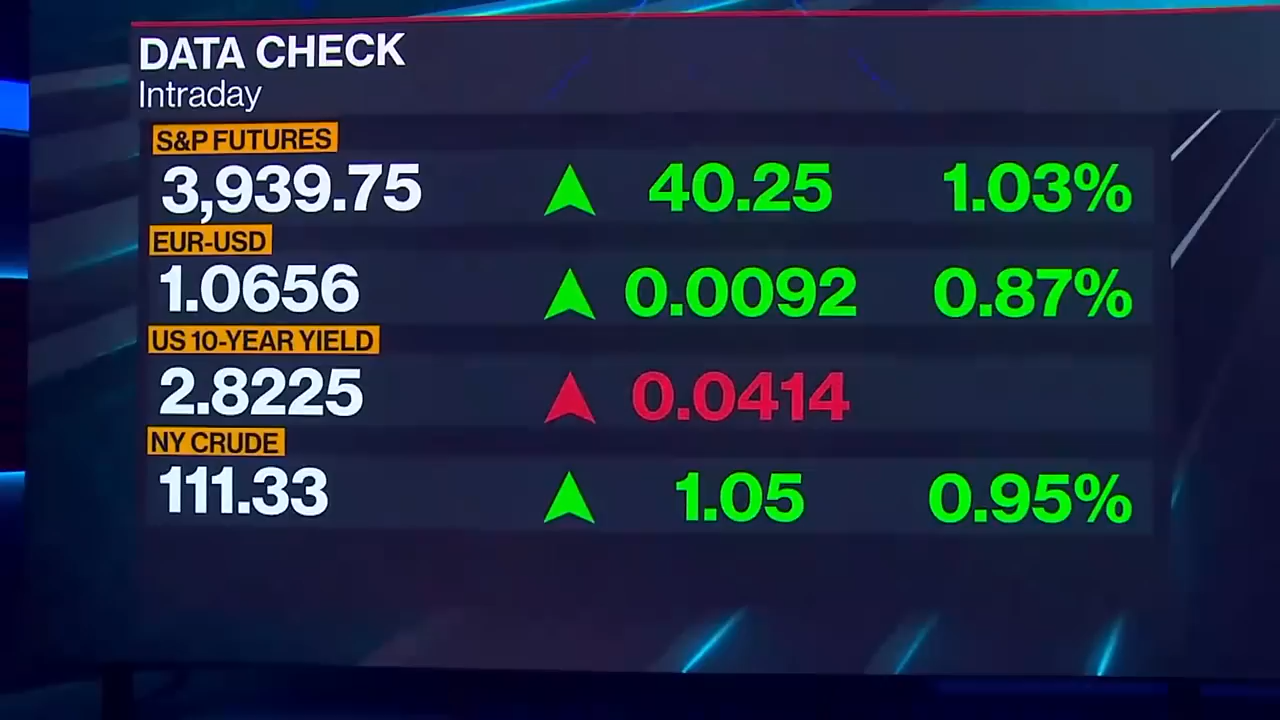 DATA CHECK
Intraday
S&P FUTURES
3,939.75 40.25 1.03%
EUR-USD
1.0656 0.0092 0.87%
US 10-YEAR YIELD
2.8225 0.0414
NY CRUDE
111.33 1.05 0.95%